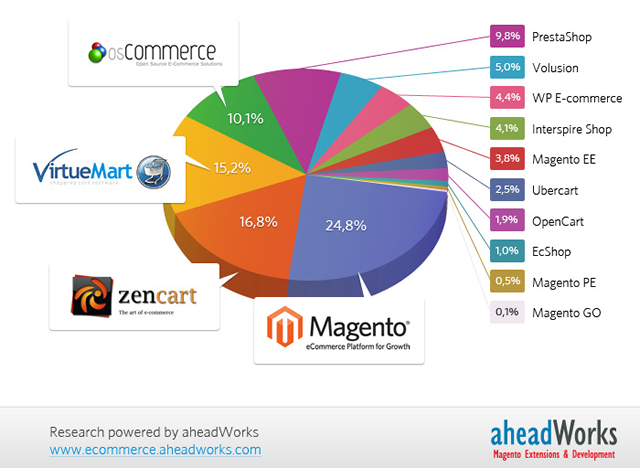 osCommerce
Open Source E-Commerce Solutions
VirtueMart
shopping cart software
zencart
The art of e-commerce
Magento®
eCommerce Platform for Growth
10,1%
15,2%
16,8%
24,8%
9,8% PrestaShop
5,0% Volusion
4,4% WP E-commerce
4,1% Interspire Shop
3,8% Magento EE
2,5% Ubercart
1,9% OpenCart
1,0% EcShop
0,5% Magento PE
0,1% Magento GO
Research powered by aheadWorks
www.ecommerce.aheadworks.com
aheadWorks
Magento Extensions & Development